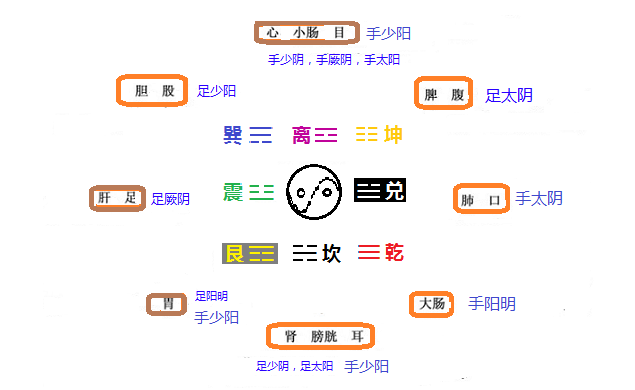 心 小肠 目 手少阳
手少阴，手厥阴，手太阳
胆 股 足少阳
脾 腹 足太阴
巽 离 坤
肝 足 足厥阴
震 兑
肺 口 手太阴
艮 坎 乾
胃 足阳明
手少阳
大肠 手阳明
肾 膀胱 耳
足少阴，足太阳 手少阳